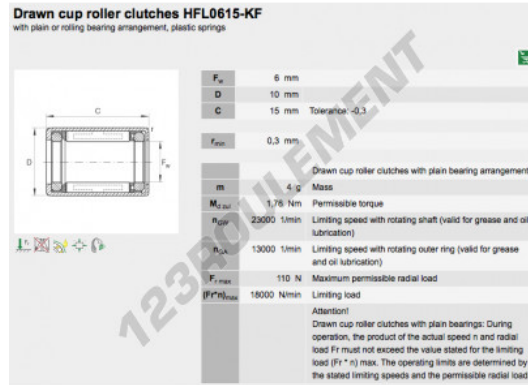 Drawn cup roller clutches HFL0615-KF
with plain or rolling bearing arrangement, plastic springs
C
r
D
Fw
Fw 6 mm
D 10 mm
C 15 mm Tolerance: -0,3
rmin 0,3 mm
Drawn cup roller clutches with plain bearing arrangement
m 4 g Mass
Md zul 1,76 Nm Permissible torque
nGW 23000 1/min Limiting speed with rotating shaft (valid for grease and oil
lubrication)
nGA 13000 1/min Limiting speed with rotating outer ring (valid for grease
and oil lubrication)
Fr max 110 N Maximum permissible radial load
(Fr*n)max 18000 N/min Limiting load
Attention!
Drawn cup roller clutches with plain bearings: During
operation, the product of the actual speed n and radial
load Fr must not exceed the value stated for the limiting
load (Fr * n) max. The operating limits are determined by
the stated limiting speeds and the permissible radial load
123ROULEMENT